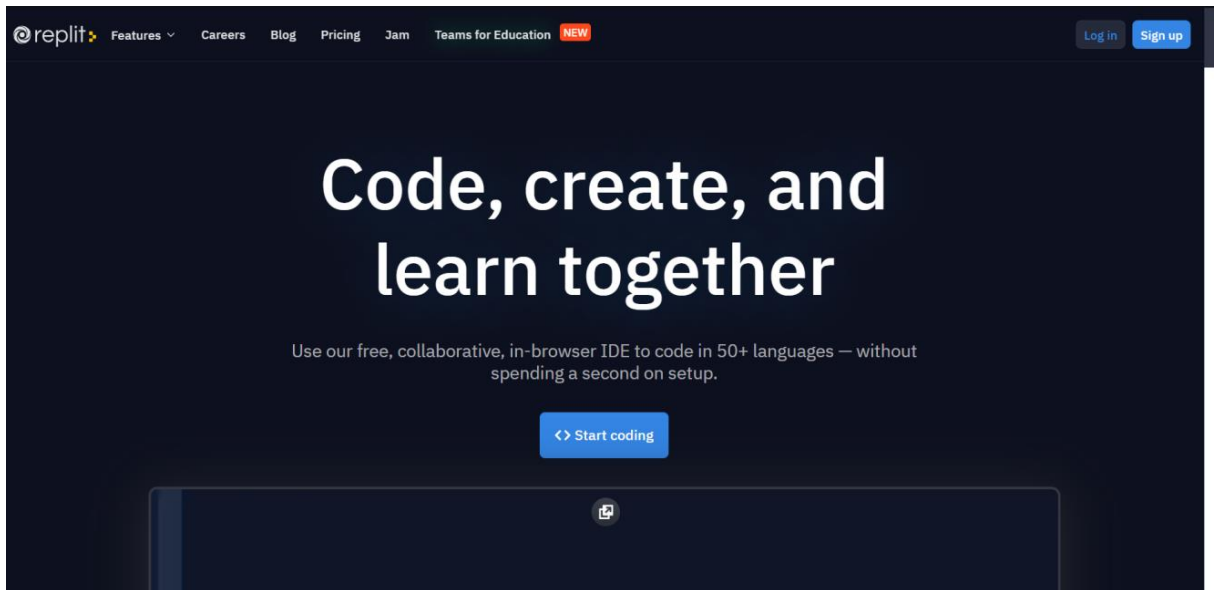 replit
Features
Careers
Blog
Pricing
Jam
Teams for Education
NEW
Log in
Sign up
Code, create, and
learn together
Use our free, collaborative, in-browser IDE to code in 50+ languages — without
spending a second on setup.
<> Start coding